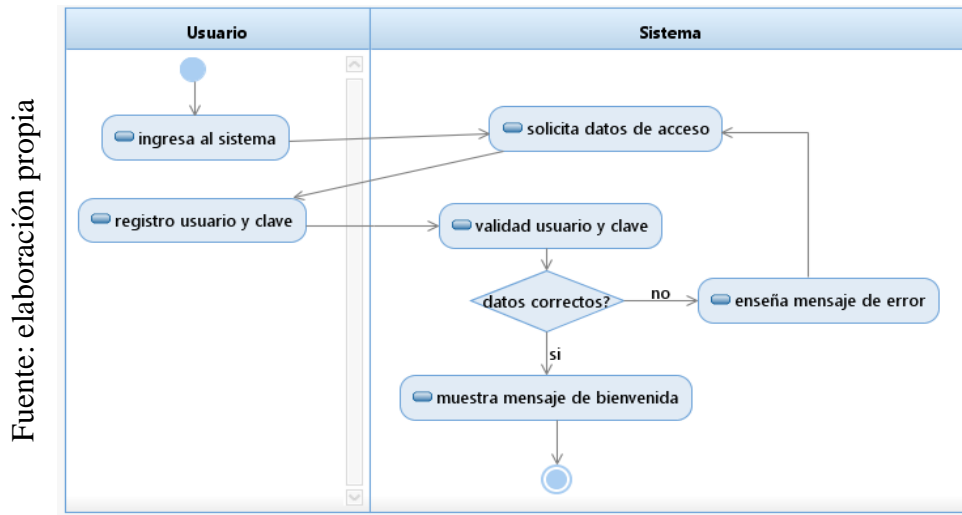 Fuente: elaboración propia
Usuario
Sistema
ingresa al sistema
solicita datos de acceso
registro usuario y clave
validad usuario y clave
datos correctos?
no
enseña mensaje de error
si
muestra mensaje de bienvenida